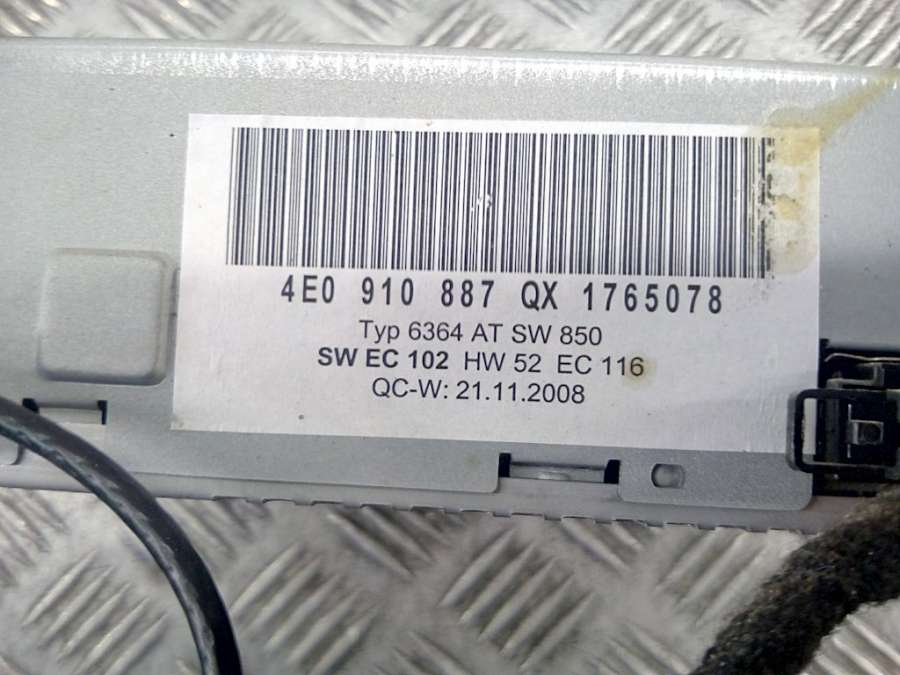 4E0 910 887 QX 1765078
Typ 6364 AT SW 850
SW EC 102 HW 52 EC 116
QC-W: 21.11.2008